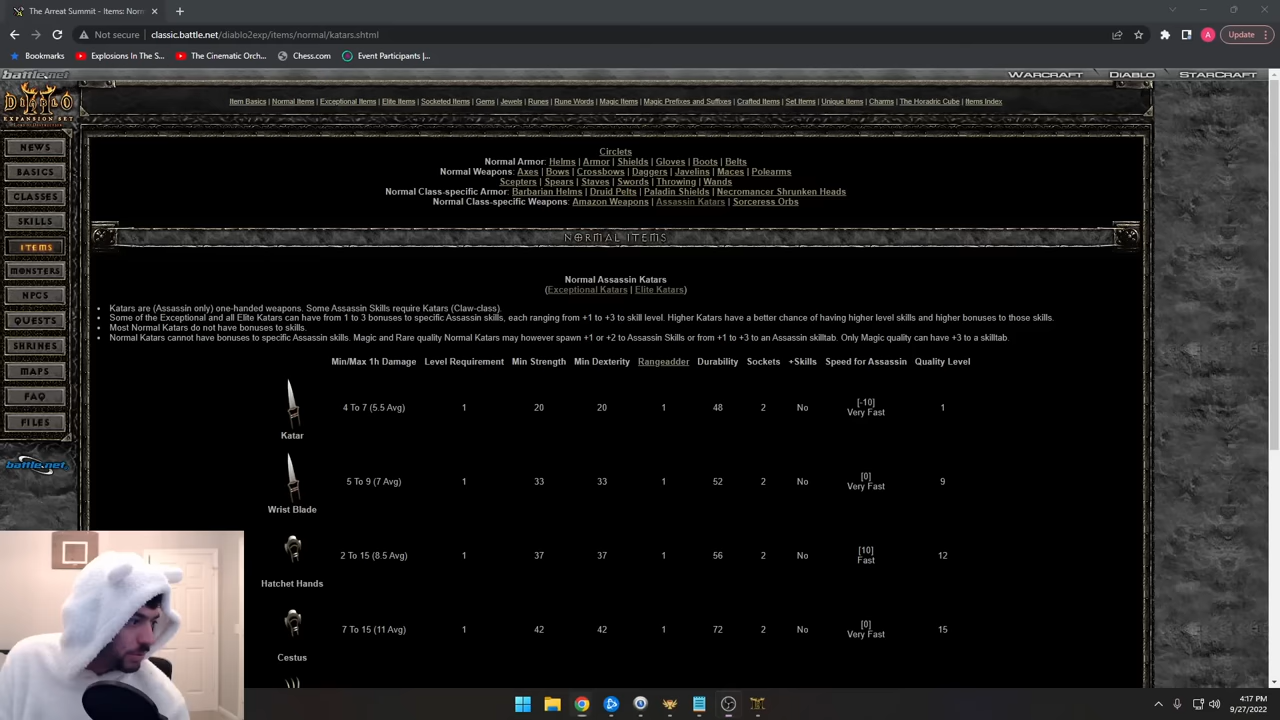 The Arreat Summit - Items: Norr
Not secure | classic.battle.net/diablo2exp/items/normal/katars.shtml
Update
Bookmarks
Explosions In The S...
The Cinematic Orch...
Chess.com
Event Participants |...
battle.net
WARCRAFT DIABLO STARCRAFT
DIABLO
EXPANSION SET
Item Basics | Normal Items | Exceptional Items | Elite Items | Socketed Items | Gems | Jewels | Runes | Rune Words | Magic Items | Magic Prefixes and Suffixes | Crafted Items | Set Items | Unique Items | Charms | The Horadric Cube | Items Index
NEWS
BASICS
CLASSES
SKILLS
ITEMS
MONSTERS
NPCS
QUESTS
SHRINES
MAPS
FAQ
FILES
battle.net
Circlets
Normal Armor: Helms | Armor | Shields | Gloves | Boots | Belts
Normal Weapons: Axes | Bows | Crossbows | Daggers | Javelins | Maces | Polearms
Scepters | Spears | Staves | Swords | Throwing | Wands
Normal Class-specific Armor: Barbarian Helms | Druid Pelts | Paladin Shields | Necromancer Shrunken Heads
Normal Class-specific Weapons: Amazon Weapons | Assassin Katars | Sorceress Orbs
NORMAL ITEMS
Normal Assassin Katars
(Exceptional Katars | Elite Katars)
• Katars are (Assassin only) one-handed weapons. Some Assassin Skills require Katars (Claw-class).
• Some of the Exceptional and all Elite Katars can have from 1 to 3 bonuses to specific Assassin skills, each ranging from +1 to +3 to skill level. Higher Katars have a better chance of having higher level skills and higher bonuses to those skills.
• Most Normal Katars do not have bonuses to skills.
• Normal Katars cannot have bonuses to specific Assassin skills. Magic and Rare quality Normal Katars may however spawn +1 or +2 to Assassin Skills or from +1 to +3 to an Assassin skilltab. Only Magic quality can have +3 to a skilltab.
Min/Max 1h Damage Level Requirement Min Strength Min Dexterity Rangeadder Durability Sockets +Skills Speed for Assassin Quality Level
Katar 4 To 7 (5.5 Avg) 1 20 20 1 48 2 No [-10] Very Fast 1
Wrist Blade 5 To 9 (7 Avg) 1 33 33 1 52 2 No [0] Very Fast 9
Hatchet Hands 2 To 15 (8.5 Avg) 1 37 37 1 56 2 No [10] Fast 12
Cestus 7 To 15 (11 Avg) 1 42 42 1 72 2 No [0] Very Fast 15
4:17 PM
9/27/2022